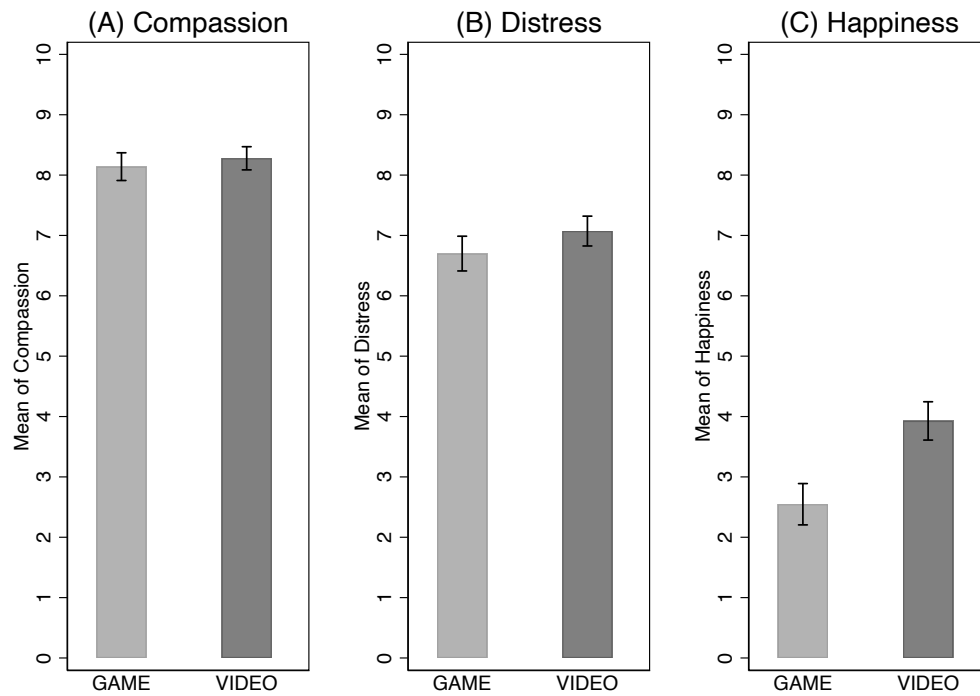 (A) Compassion
Mean of Compassion
0 1 2 3 4 5 6 7 8 9 10
GAME VIDEO
(B) Distress
Mean of Distress
0 1 2 3 4 5 6 7 8 9 10
GAME VIDEO
(C) Happiness
Mean of Happiness
0 1 2 3 4 5 6 7 8 9 10
GAME VIDEO